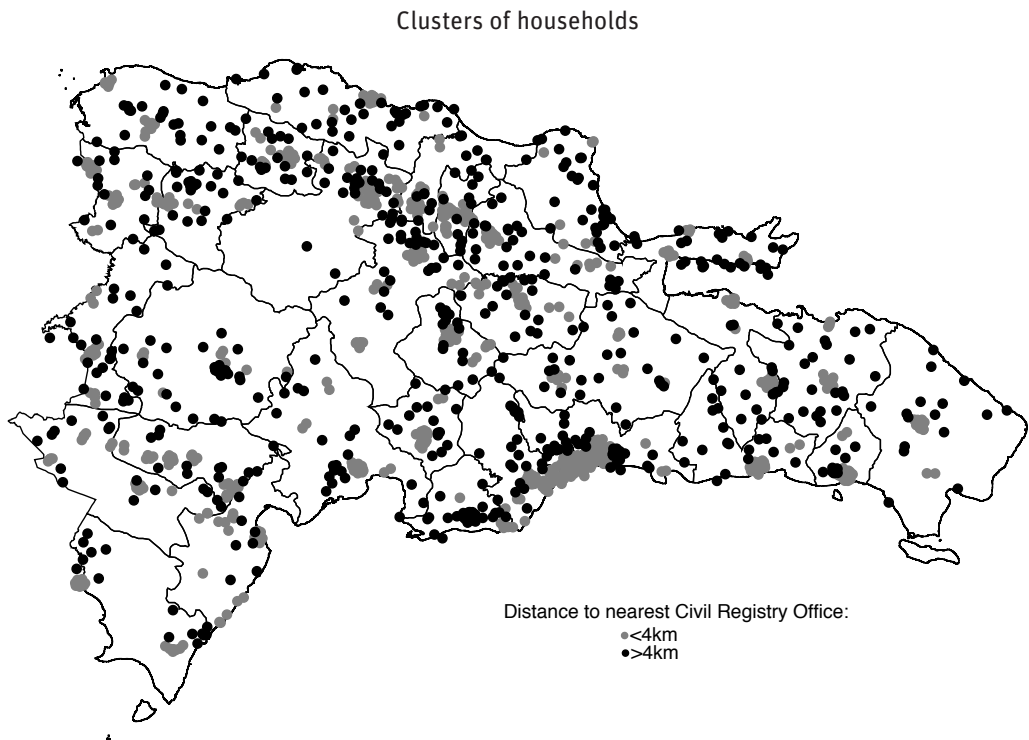 Clusters of households
Distance to nearest Civil Registry Office:
<4km
>4km